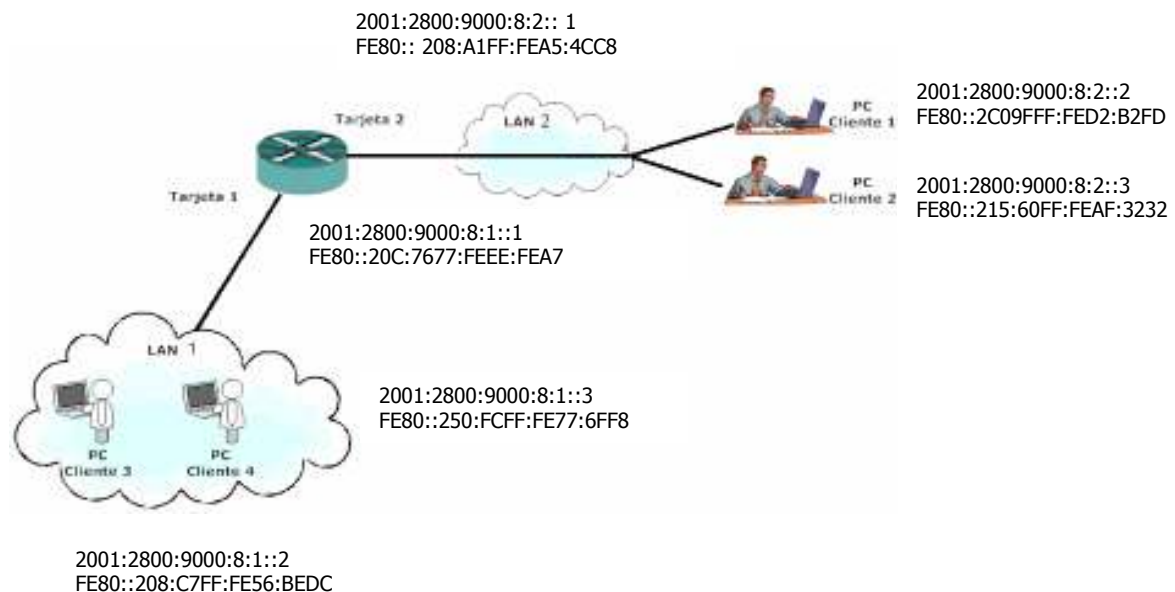 2001:2800:9000:8:2:: 1
FE80:: 208:A1FF:FEA5:4CC8
Tarjeta 2
LAN 2
PC
Cliente 1
2001:2800:9000:8:2::2
FE80::2C09FFF:FED2:B2FD
PC
Cliente 2
2001:2800:9000:8:2::3
FE80::215:60FF:FEAF:3232
Tarjeta 1
2001:2800:9000:8:1::1
FE80::20C:7677:FEEE:FEA7
LAN 1
2001:2800:9000:8:1::3
FE80::250:FCFF:FE77:6FF8
PC
Cliente 3
PC
Cliente 4
2001:2800:9000:8:1::2
FE80::208:C7FF:FE56:BEDC